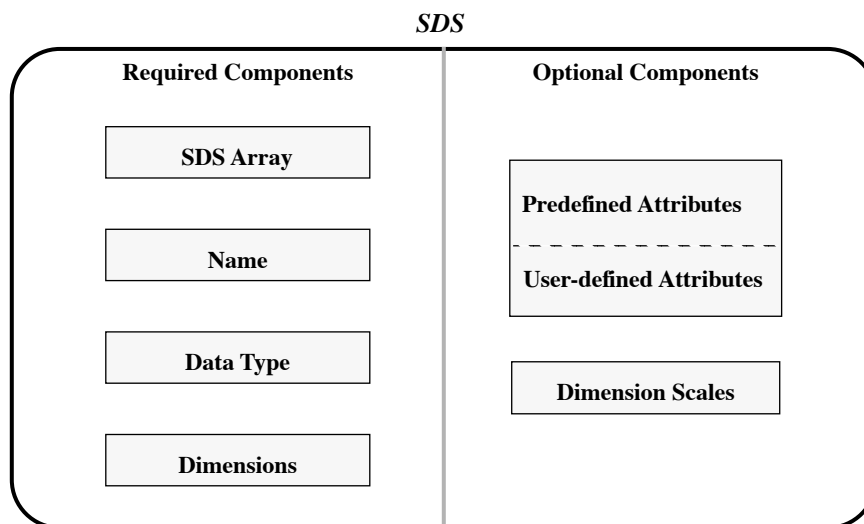 SDS
Required Components
SDS Array
Name
Data Type
Dimensions
Optional Components
Predefined Attributes
User-defined Attributes
Dimension Scales